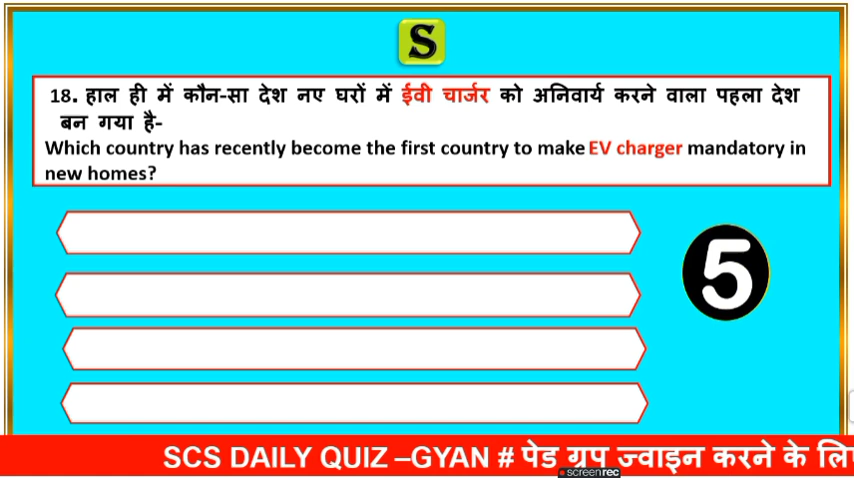 S
18. हाल ही में कौन-सा देश नए घरों में ईवी चार्जर को अनिवार्य करने वाला पहला देश
बन गया है-
Which country has recently become the first country to make EV charger mandatory in
new homes?
5
SCS DAILY QUIZ –GYAN # पेड ग्रुप ज्वाइन करने के
screenrec